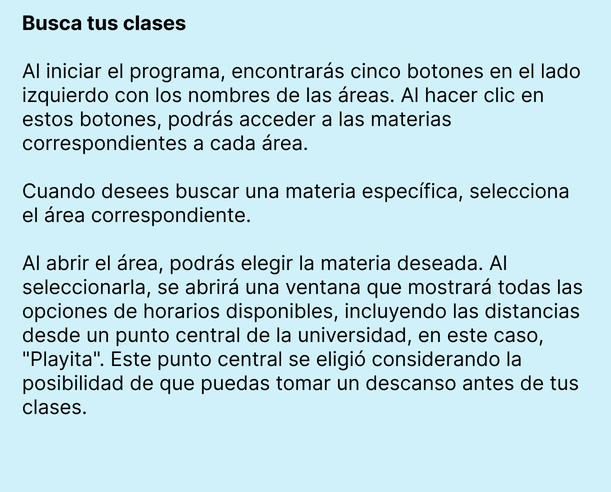 Busca tus clases
Al iniciar el programa, encontrarás cinco botones en el lado
izquierdo con los nombres de las áreas. Al hacer clic en
estos botones, podrás acceder a las materias
correspondientes a cada área.
Cuando desees buscar una materia específica, selecciona
el área correspondiente.
Al abrir el área, podrás elegir la materia deseada. Al
seleccionarla, se abrirá una ventana que mostrará todas las
opciones de horarios disponibles, incluyendo las distancias
desde un punto central de la universidad, en este caso,
"Playita". Este punto central se eligió considerando la
posibilidad de que puedas tomar un descanso antes de tus
clases.